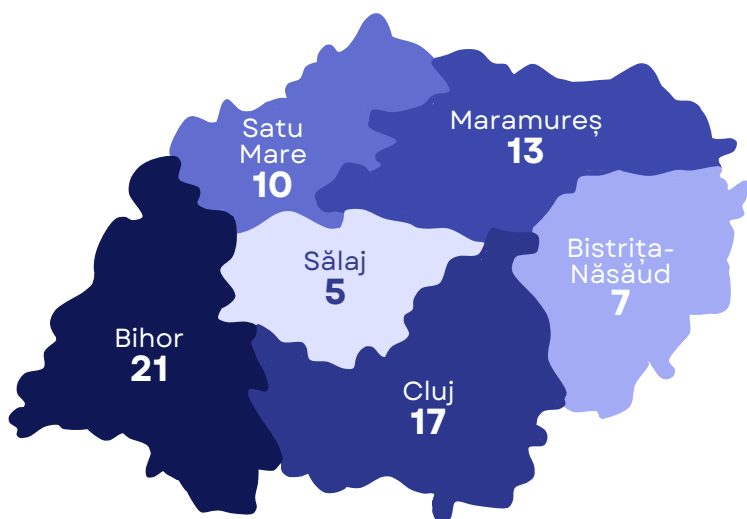 Satu
Mare
10
Maramureș
13
Sălaj
5
Bistrița-
Năsăud
7
Bihor
21
Cluj
17